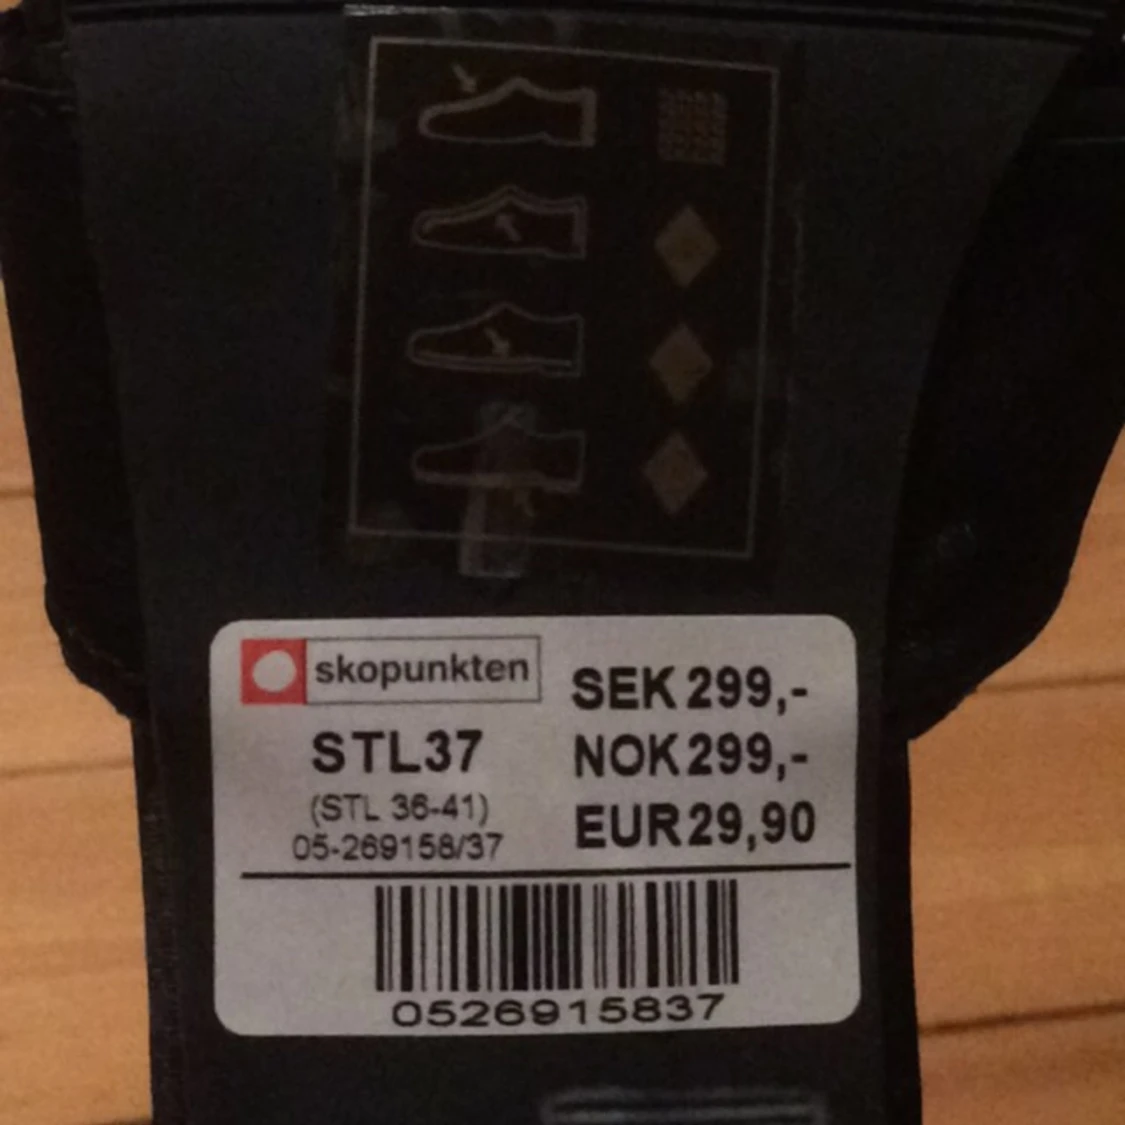 skopunkten
STL37
(STL 36-41)
05-269158/37
SEK 299,-
NOK 299,-
EUR 29,90
0526915837